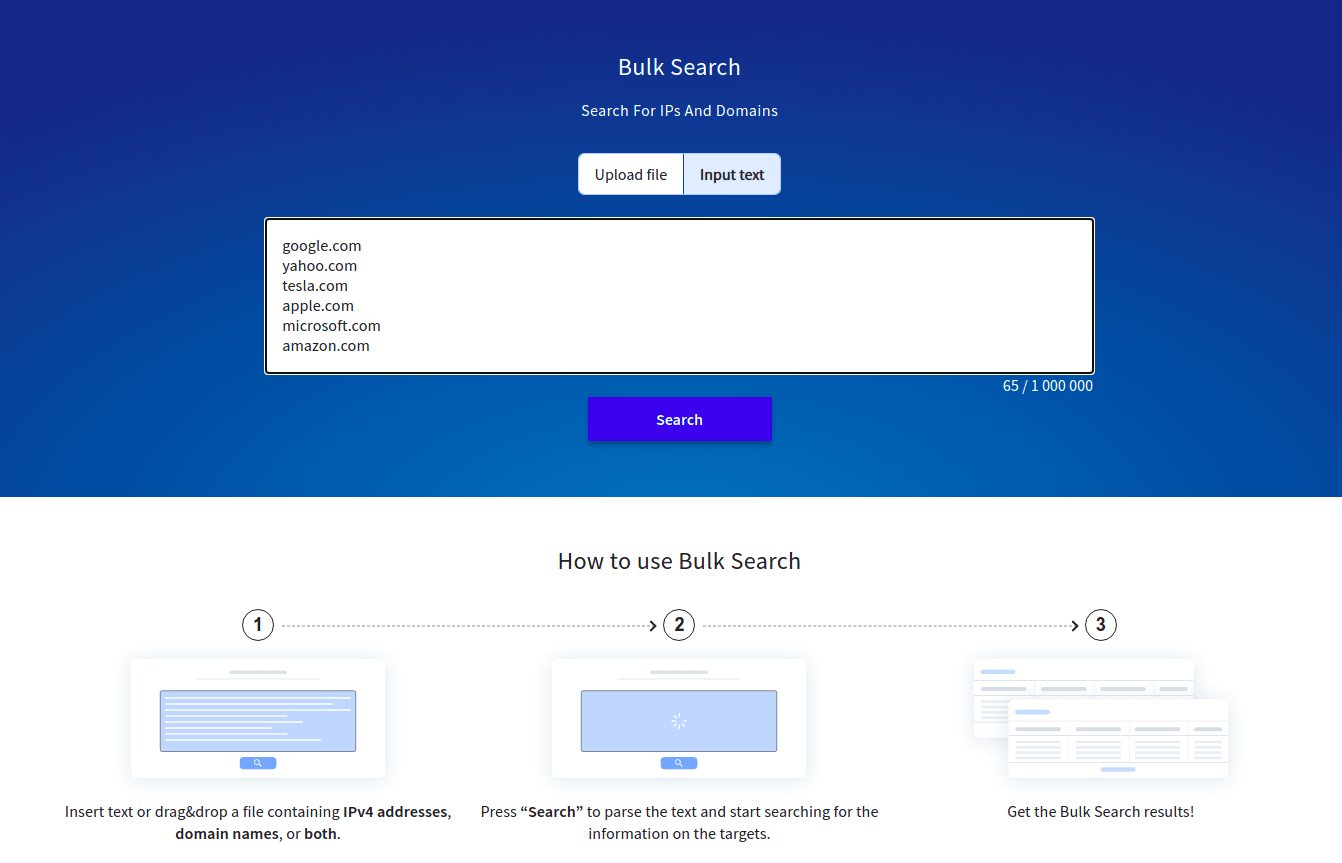 Bulk Search
Search For IPs And Domains
Upload file
Input text
google.com
yahoo.com
tesla.com
apple.com
microsoft.com
amazon.com
65 / 1 000 000
Search
How to use Bulk Search
1
2
3
Insert text or drag&drop a file containing IPv4 addresses,
domain names, or both.
Press “Search” to parse the text and start searching for the
information on the targets.
Get the Bulk Search results!